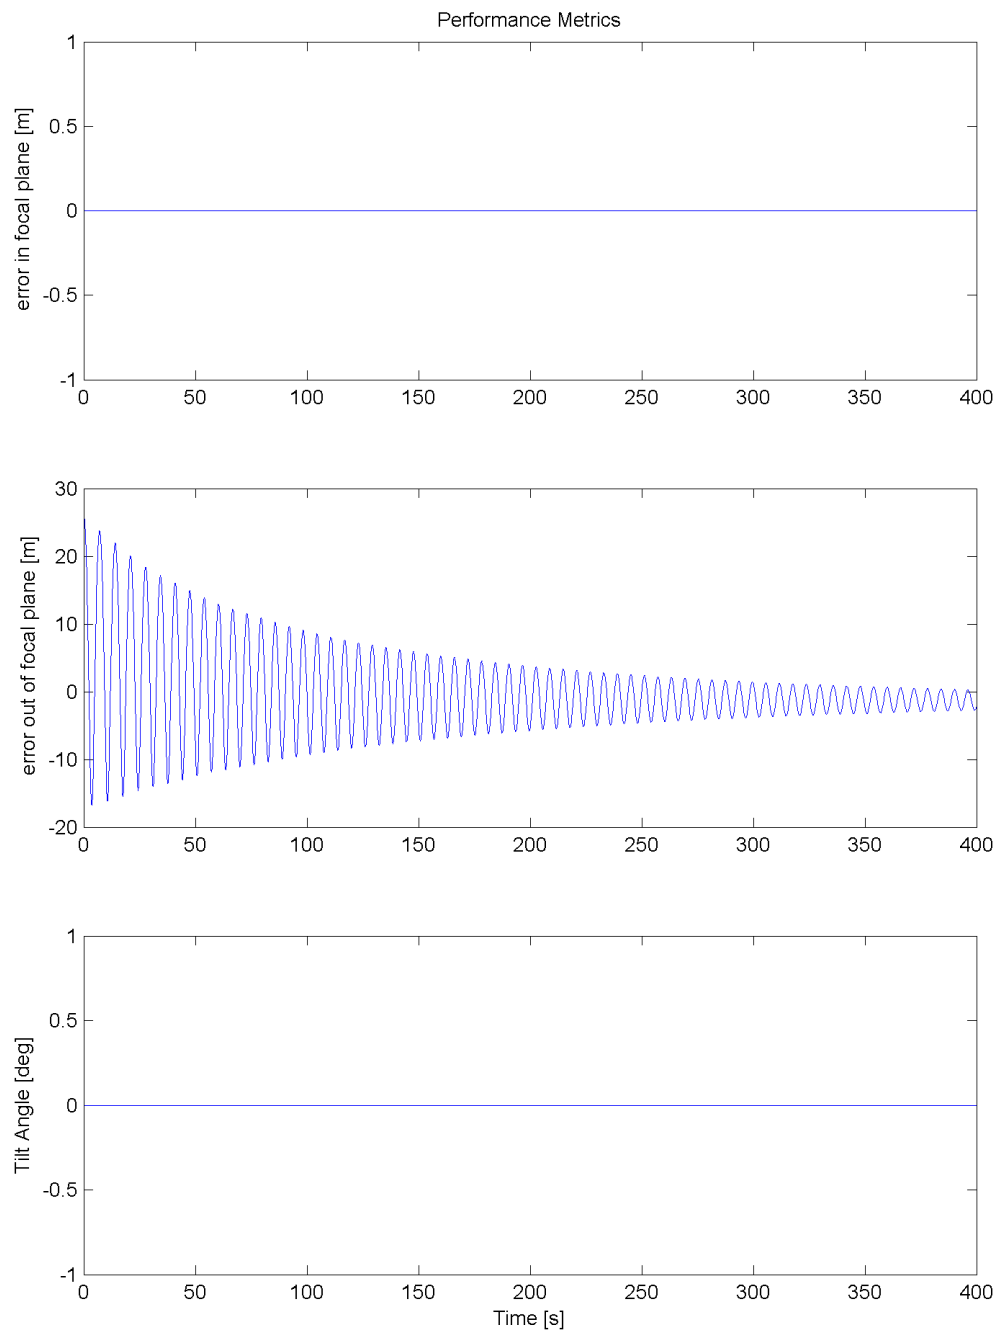 Performance Metrics
1
0.5
0
-0.5
-1
error in focal plane [m]
0 50 100 150 200 250 300 350 400
30
20
10
0
-10
-20
error out of focal plane [m]
0 50 100 150 200 250 300 350 400
1
0.5
0
-0.5
-1
Tilt Angle [deg]
0 50 100 150 200 250 300 350 400
Time [s]